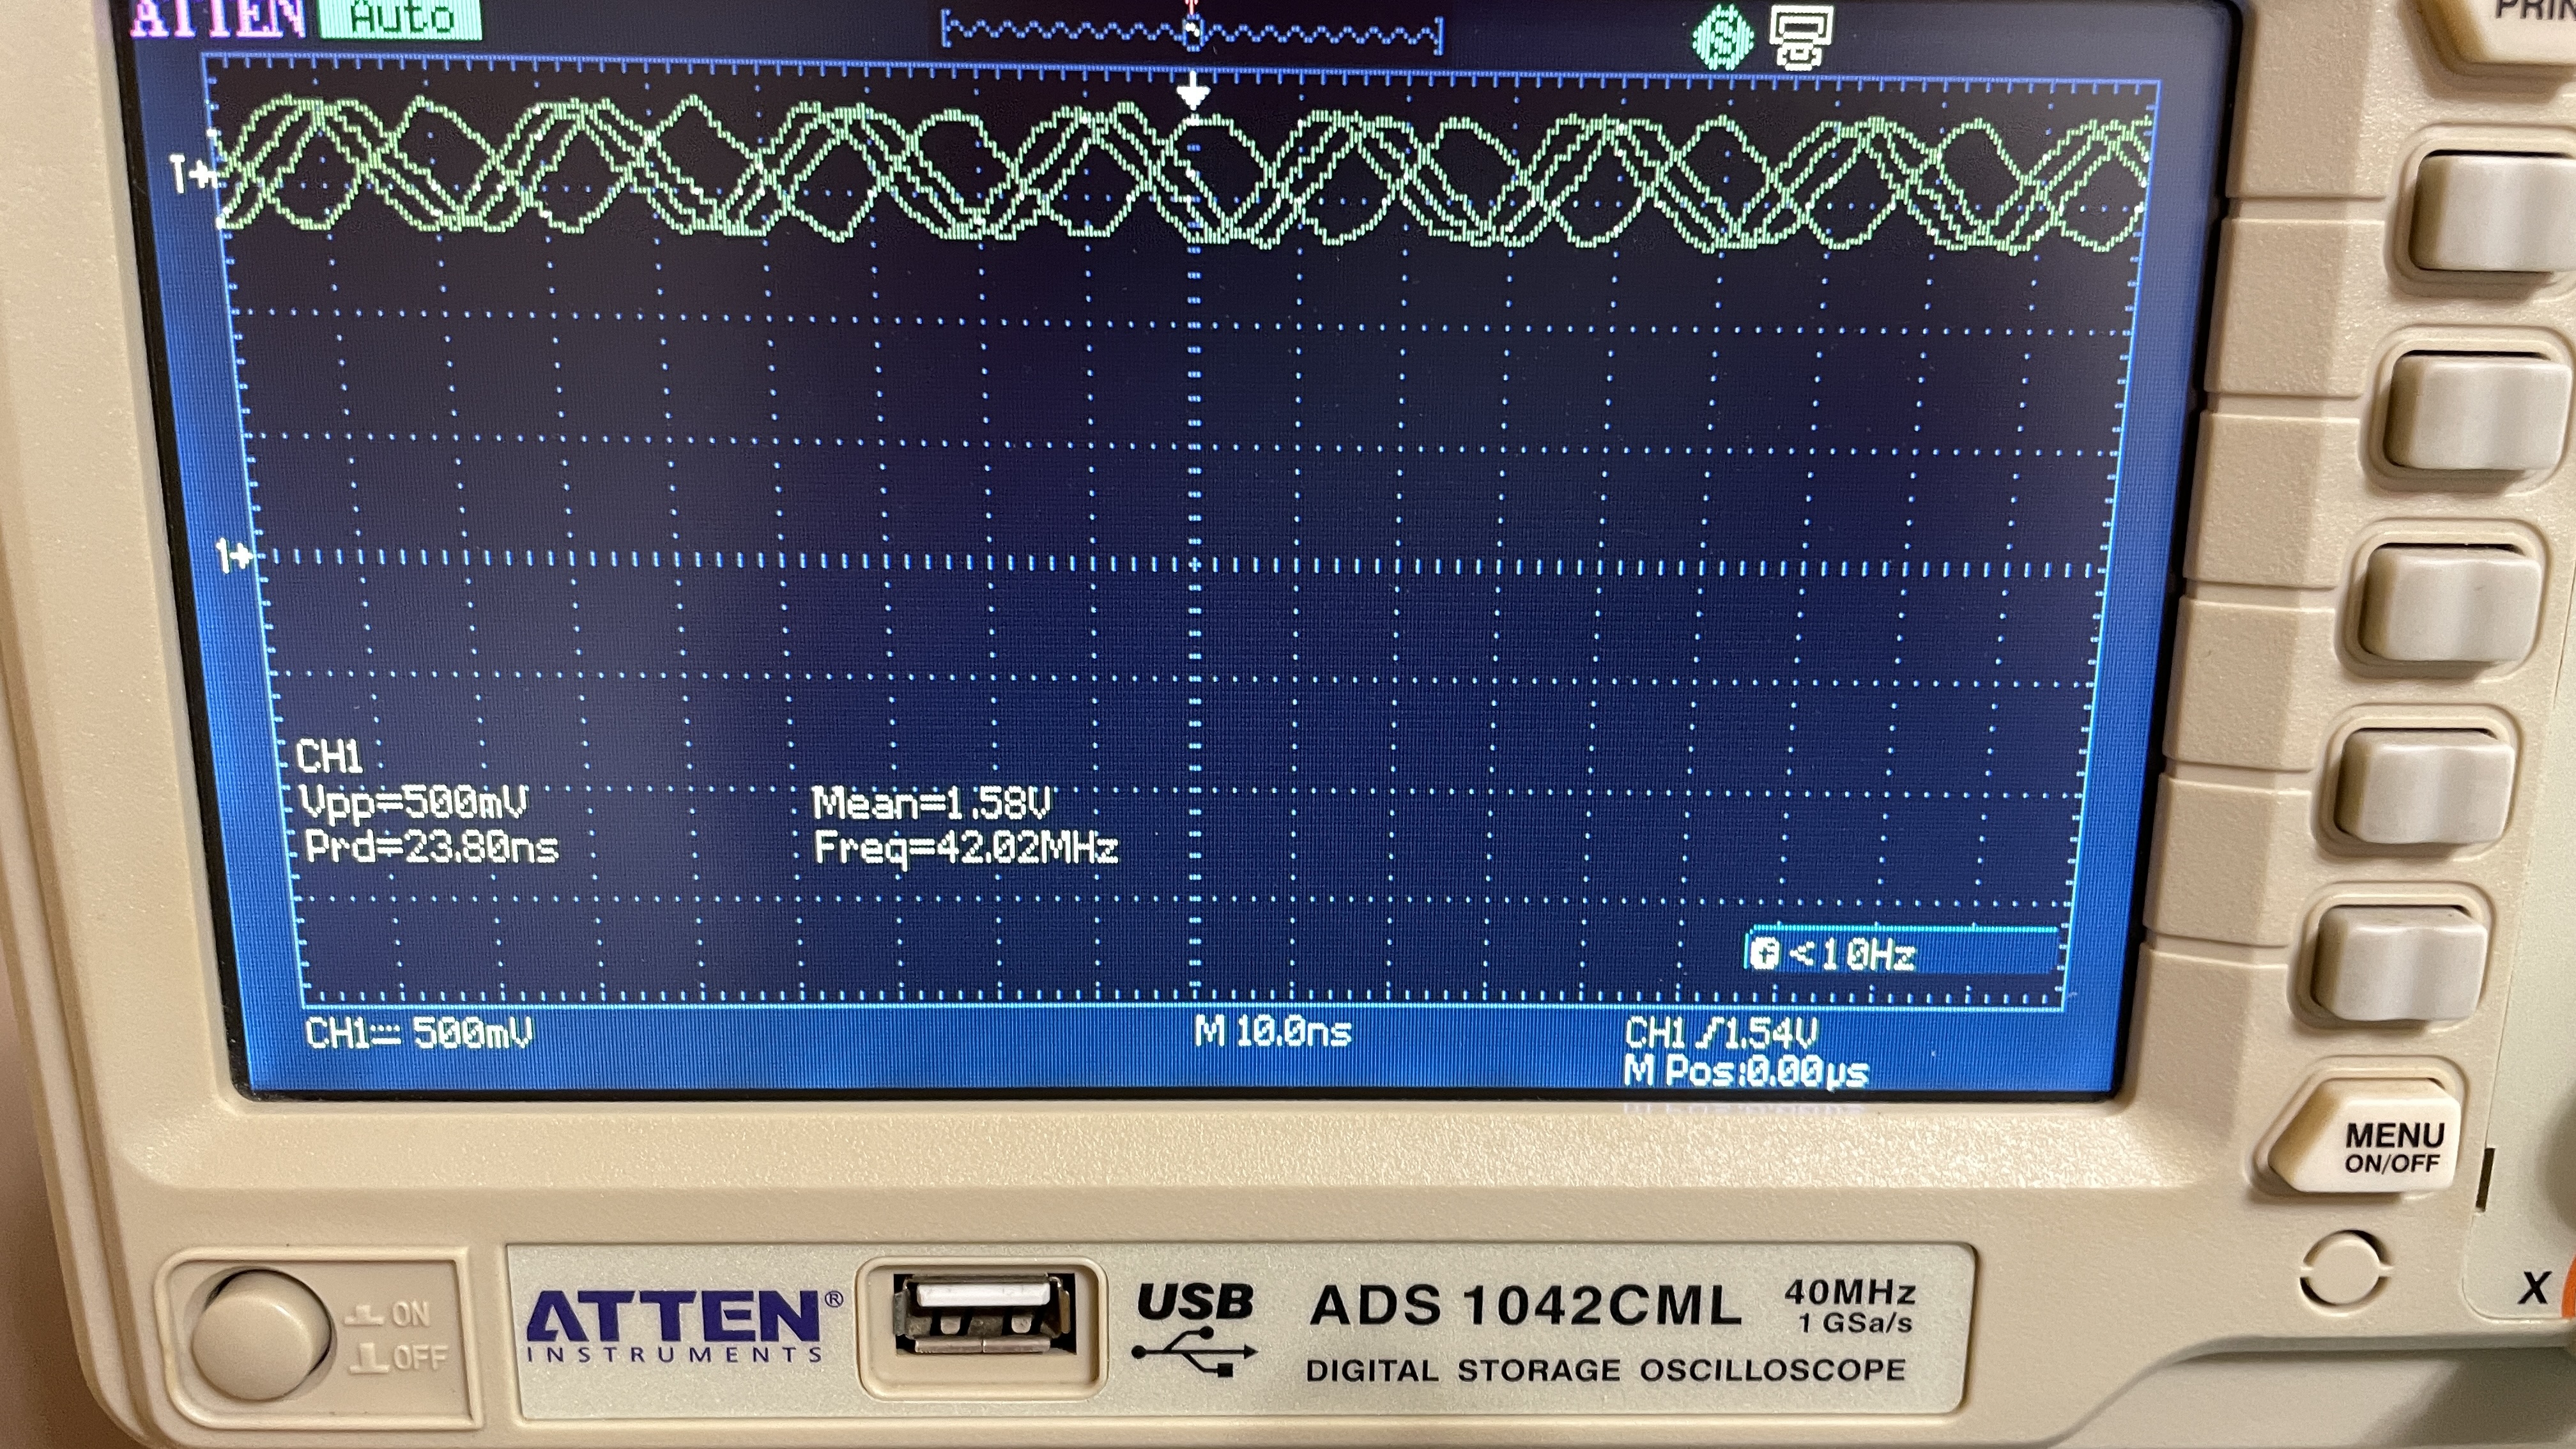 ATTEN Auto
S
PRIN
T
1
CH1
Vpp=500mV Mean=1.58V
Prd=23.80ns Freq=42.02MHz
<10Hz
CH1 500mV M 10.0ns CH1 1.54V
M Pos:0.00µs
MENU
ON/OFF
ON
OFF
ATTEN®
INSTRUMENTS
USB
ADS 1042CML
40MHz
1 GSa/s
DIGITAL STORAGE OSCILLOSCOPE
X